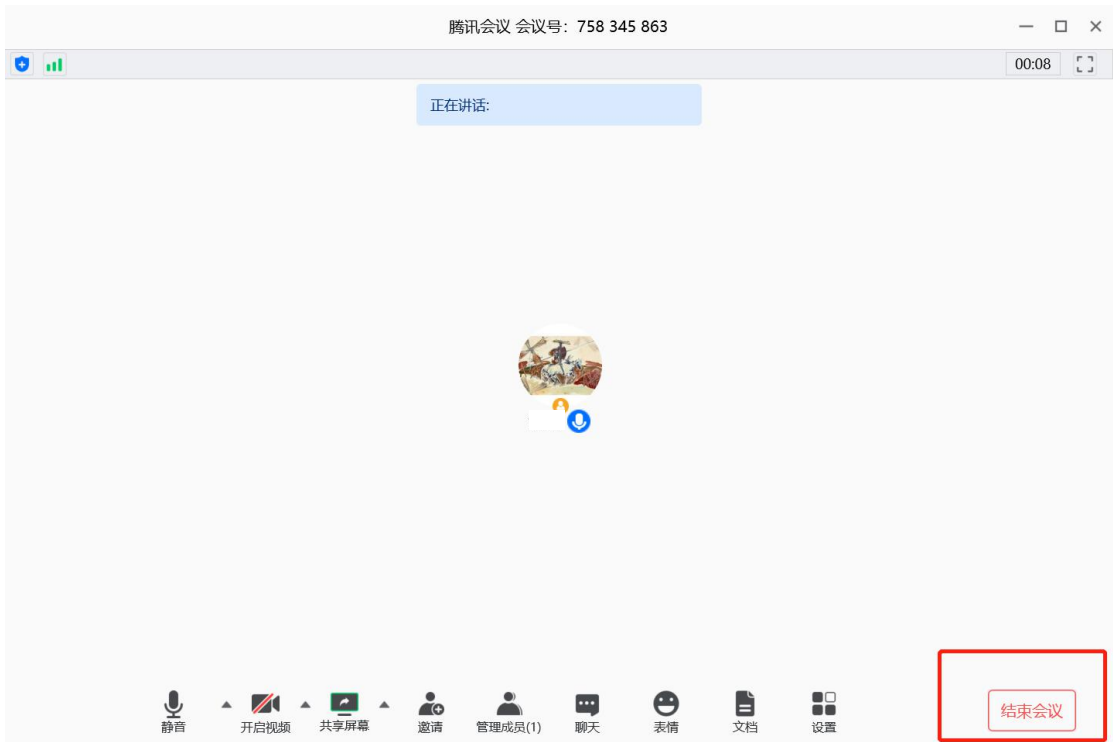 腾讯会议 会议号：758 345 863
00:08
正在讲话:
静音
开启视频
共享屏幕
邀请
管理成员(1)
聊天
表情
文档
设置
结束会议